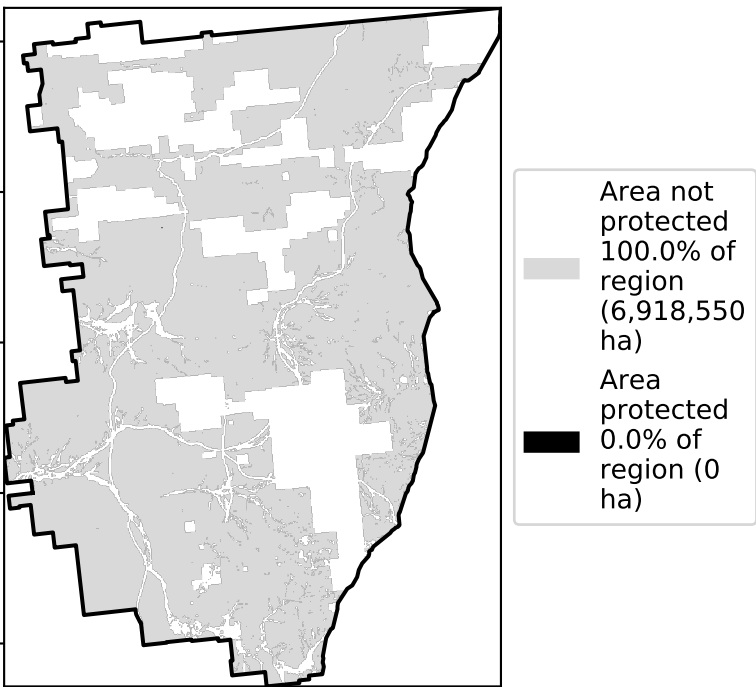 Area not
protected
100.0% of
region
(6,918,550
ha)
Area
protected
0.0% of
region (0
ha)